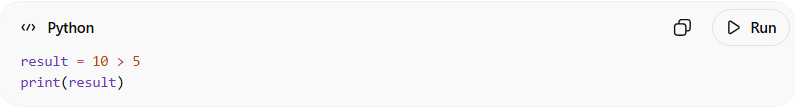 Python
Run
result = 10 > 5
print(result)